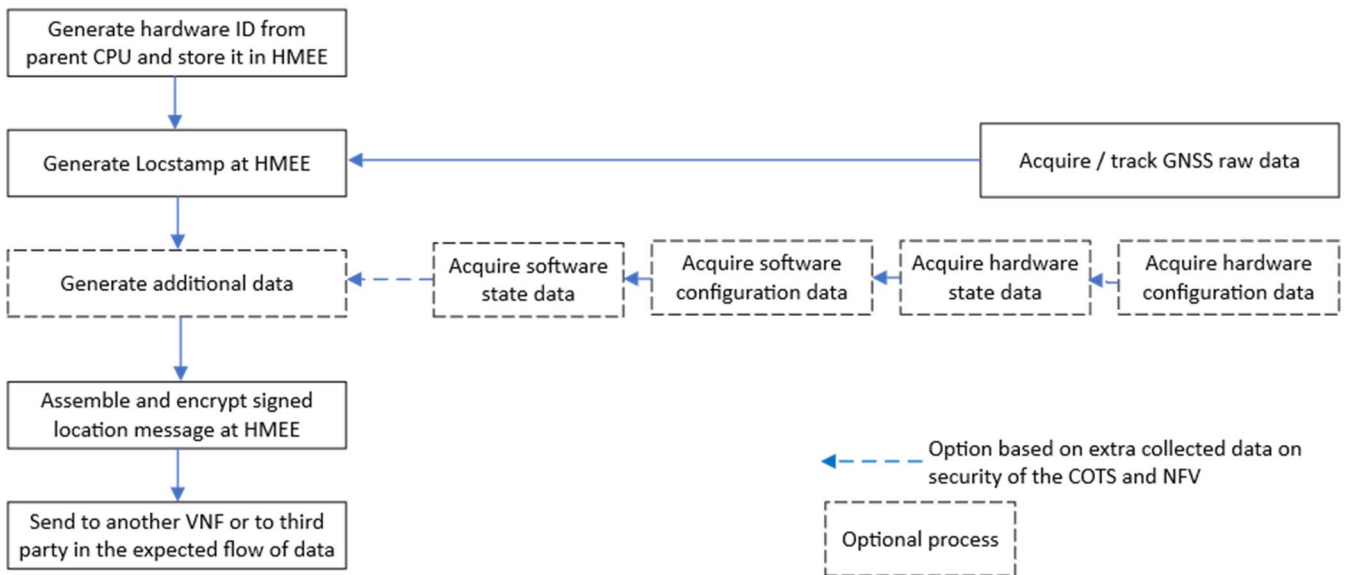 Generate hardware ID from
parent CPU and store it in HMEE
Generate Locstamp at HMEE
Acquire / track GNSS raw data
Generate additional data
Acquire software
state data
Acquire software
configuration data
Acquire hardware
state data
Acquire hardware
configuration data
Assemble and encrypt signed
location message at HMEE
Send to another VNF or to third
party in the expected flow of data
Option based on extra collected data on
security of the COTS and NFV
Optional process